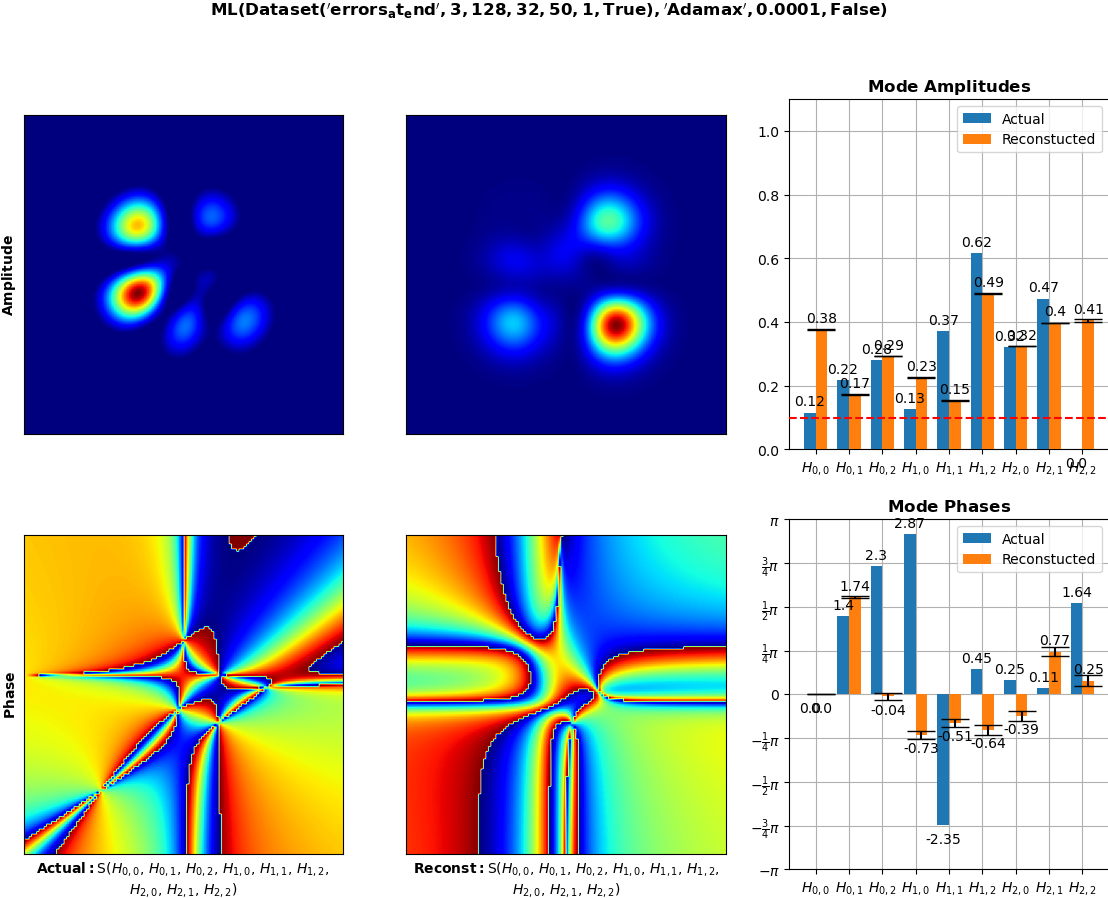 ML(Dataset('errors_at_end', 3, 128, 32, 50, 1, True), 'Adamax', 0.0001, False)
Amplitude
Mode Amplitudes
Actual
Reconstucted
1.0
0.8
0.6
0.4
0.2
0.0
0.12
0.38
0.22
0.17
0.28
0.29
0.13
0.23
0.37
0.15
0.62
0.49
0.32
0.32
0.47
0.4
0.0
0.41
H0,0 H0,1 H0,2 H1,0 H1,1 H1,2 H2,0 H2,1 H2,2
Phase
Mode Phases
Actual
Reconstucted
π
3/4π
1/2π
1/4π
0
−1/4π
−1/2π
−3/4π
−π
0.0
0.0
1.4
1.74
2.3
-0.04
2.87
-0.73
-2.35
-0.51
0.45
-0.64
0.25
-0.39
0.11
0.77
1.64
0.25
H0,0 H0,1 H0,2 H1,0 H1,1 H1,2 H2,0 H2,1 H2,2
Actual: S(H0,0, H0,1, H0,2, H1,0, H1,1, H1,2,
H2,0, H2,1, H2,2)
Reconst: S(H0,0, H0,1, H0,2, H1,0, H1,1, H1,2,
H2,0, H2,1, H2,2)